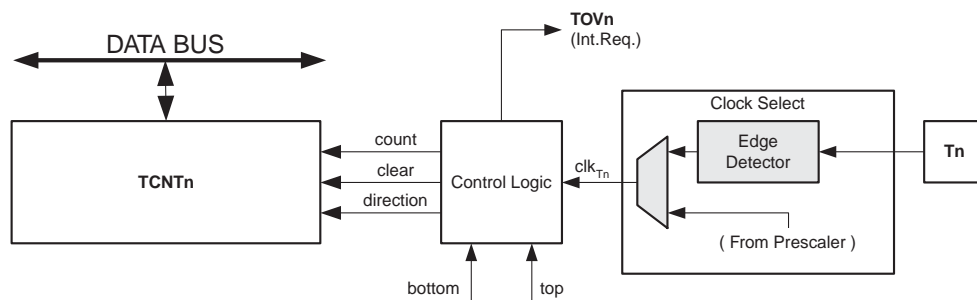 TOVn
(Int.Req.)
DATA BUS
Clock Select
count
Edge
Detector
Tn
TCNTn
clear
Control Logic
clkTn
direction
( From Prescaler )
bottom
top